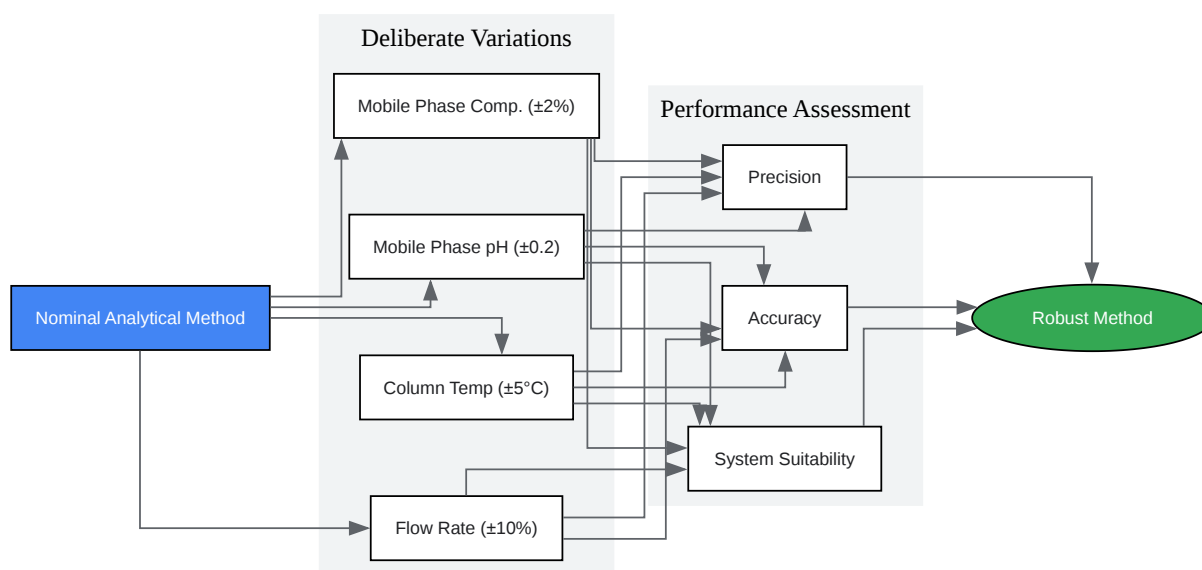 Deliberate Variations
Mobile Phase Comp. (±2%)
Performance Assessment
Precision
Mobile Phase pH (±0.2)
Nominal Analytical Method
Accuracy
Robust Method
Column Temp (±5°C)
System Suitability
Flow Rate (±10%)